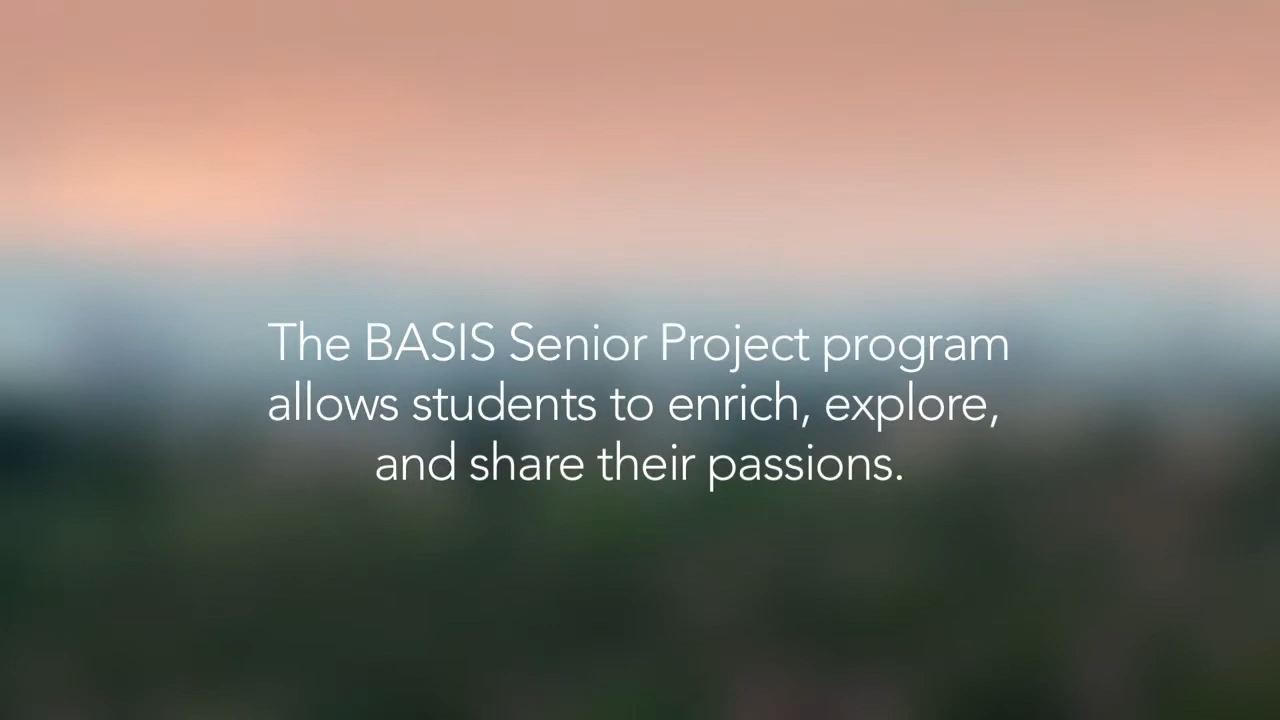 The BASIS Senior Project program
allows students to enrich, explore,
and share their passions.